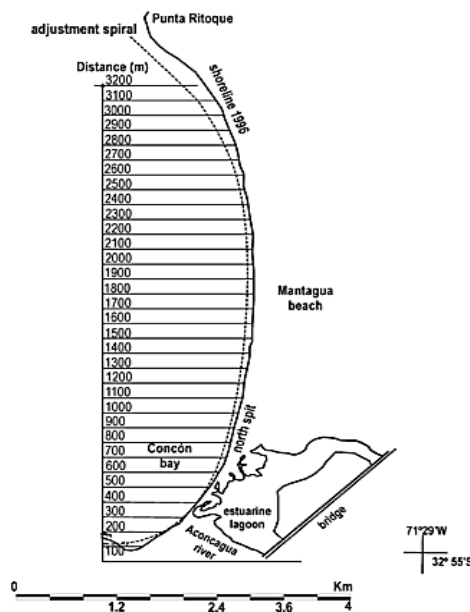 Punta Ritoque
adjustment spiral
Distance (m)
shoreline 1996
3200
3100
3000
2900
2800
2700
2600
2500
2400
2300
2200
2100
2000
1900
1800
1700
1600
1500
1400
1300
1200
1100
1000
900
800
700
600
500
400
300
200
100
Mantagua
beach
north spit
Concón
bay
estuarine
lagoon
bridge
Aconcagua
river
71°29'W
32° 55'S
0
Km
1.2
2.4
3.6
4